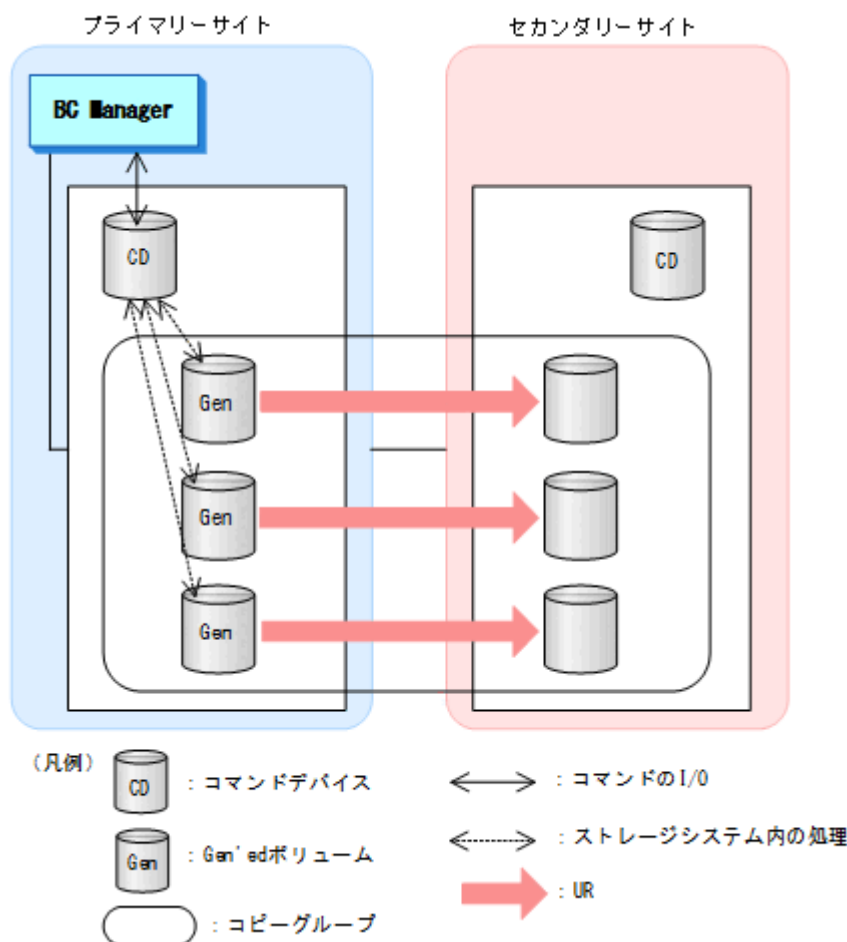 プライマリーサイト
セカンダリーサイト
BC Manager
CD
CD
Gen
Gen
Gen
(凡例)
CD
:コマンドデバイス
:コマンドのI/O
Gen
:Gen'edボリューム
:ストレージシステム内の処理
:コピーグループ
:UR